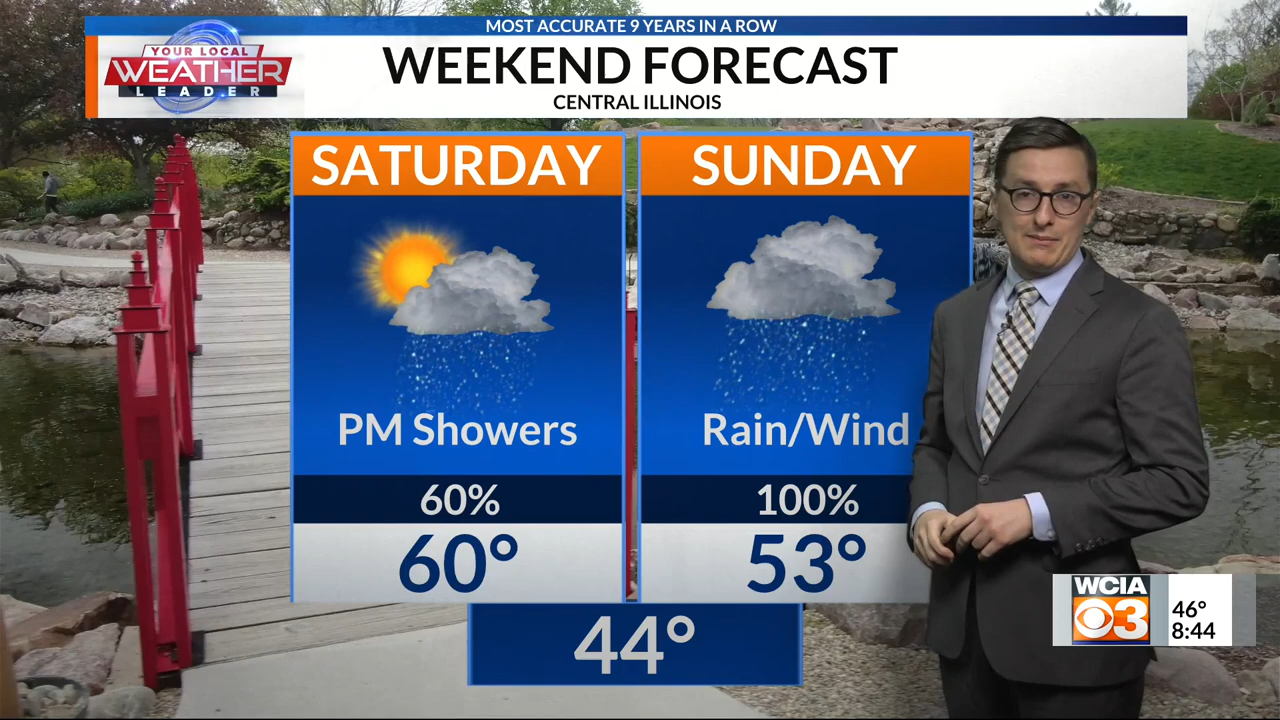 MOST ACCURATE 9 YEARS IN A ROW
YOUR LOCAL
WEATHER
LEADER
WEEKEND FORECAST
CENTRAL ILLINOIS
SATURDAY
SUNDAY
PM Showers
Rain/Wind
60%
100%
60°
53°
44°
WCIA
3
46°
8:44